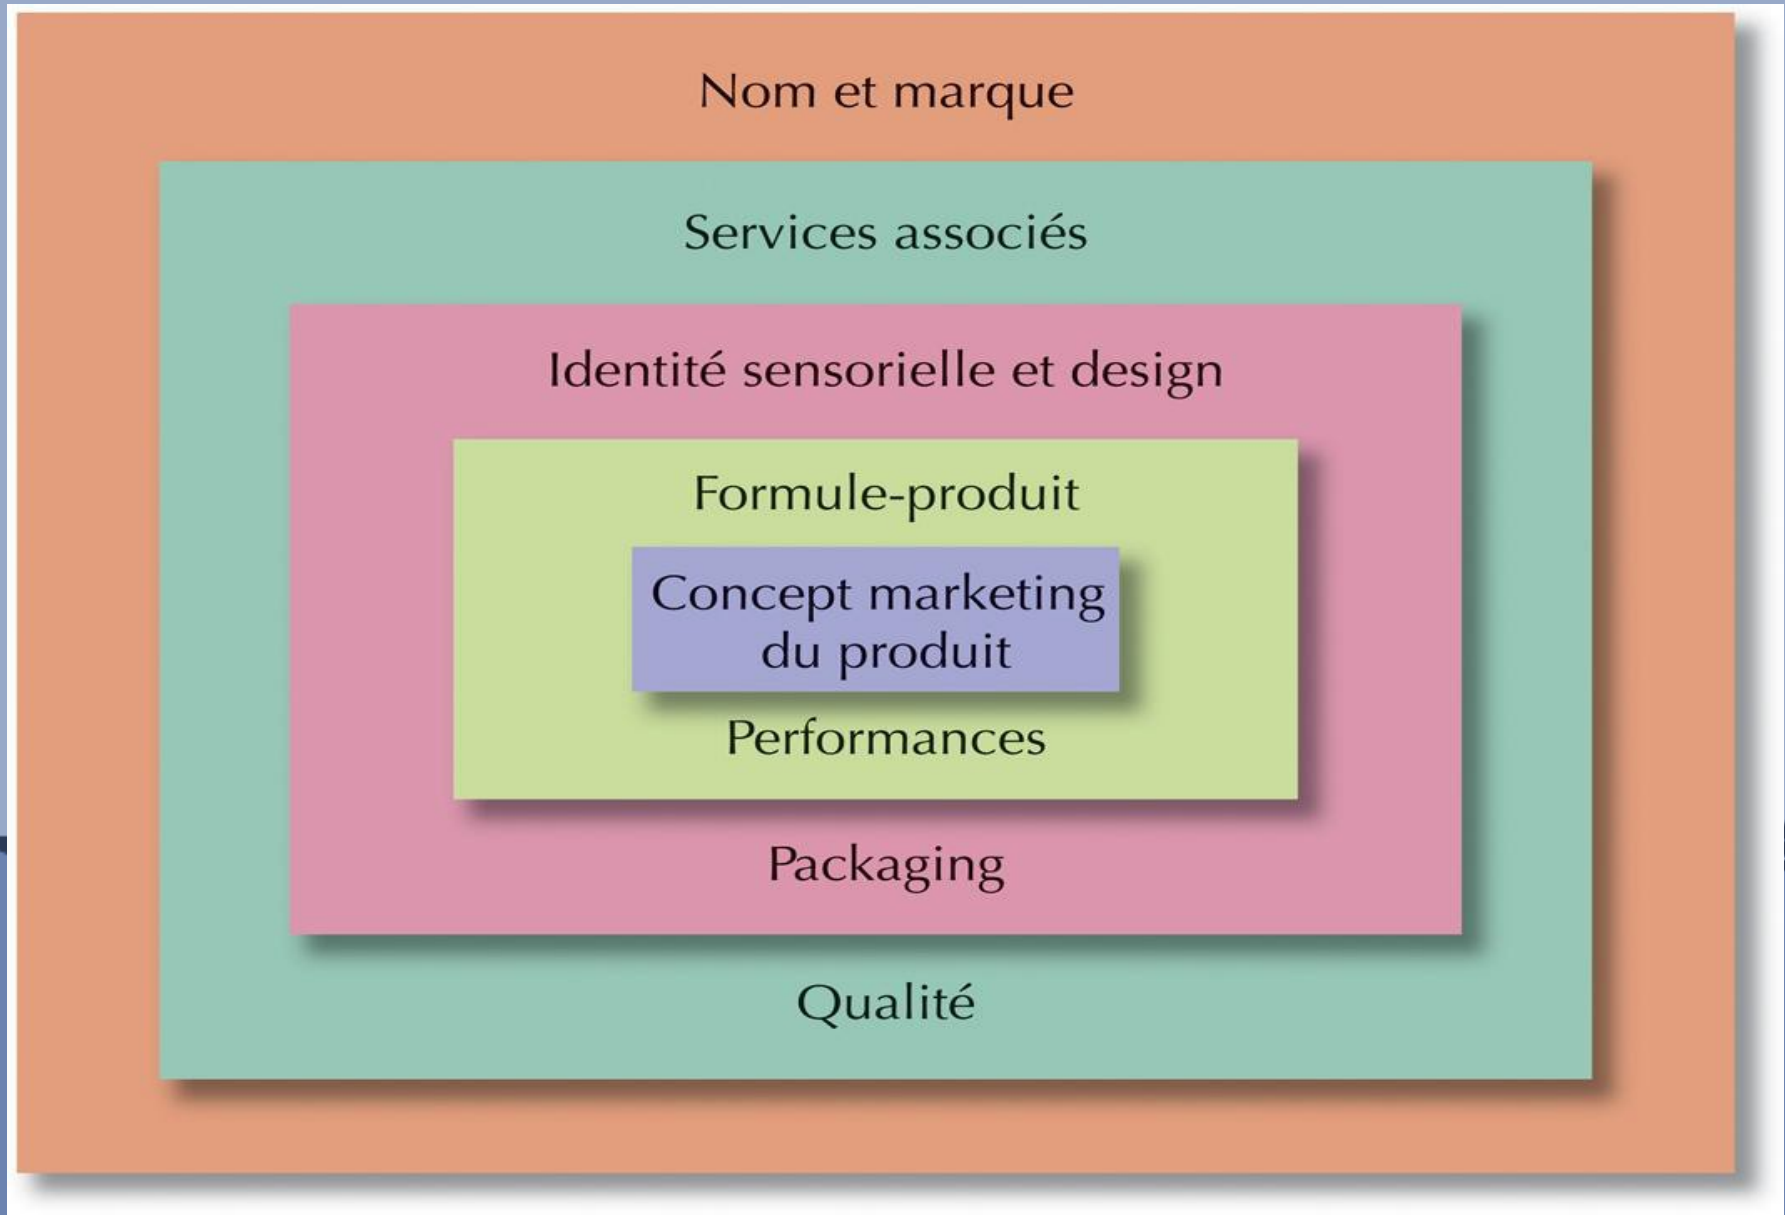 Nom et marque
Services associés
Identité sensorielle et design
Formule-produit
Concept marketing
du produit
Performances
Packaging
Qualité